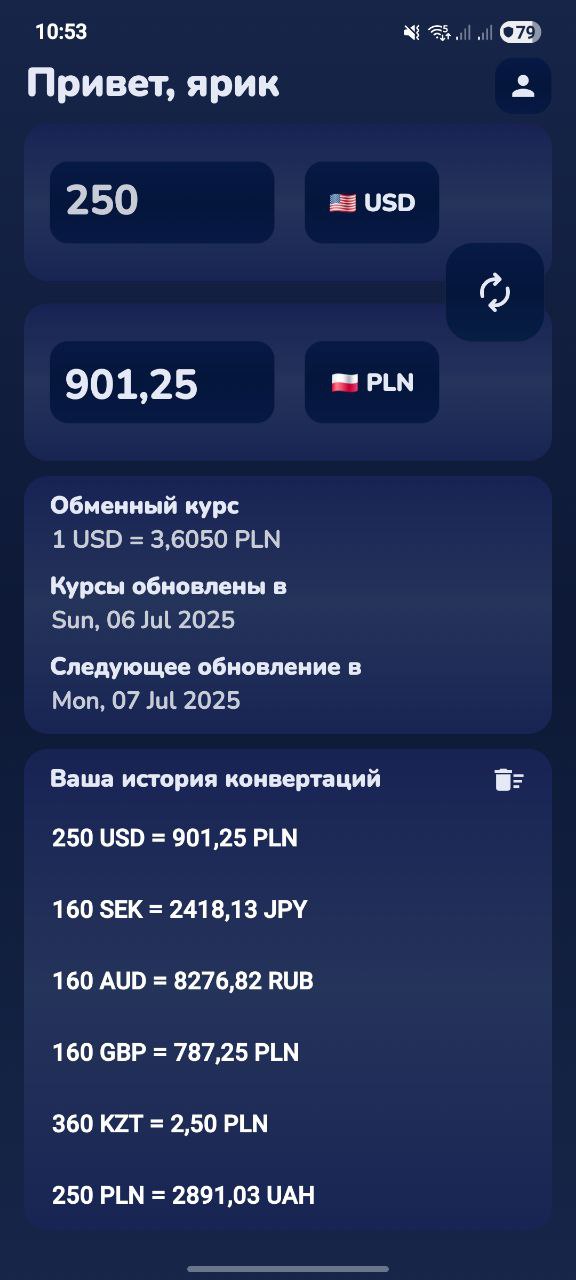 10:53
79
Привет, ярик
250
USD
901,25
PLN
Обменный курс
1 USD = 3,6050 PLN
Курсы обновлены в
Sun, 06 Jul 2025
Следующее обновление в
Mon, 07 Jul 2025
Ваша история конвертаций
250 USD = 901,25 PLN
160 SEK = 2418,13 JPY
160 AUD = 8276,82 RUB
160 GBP = 787,25 PLN
360 KZT = 2,50 PLN
250 PLN = 2891,03 UAH